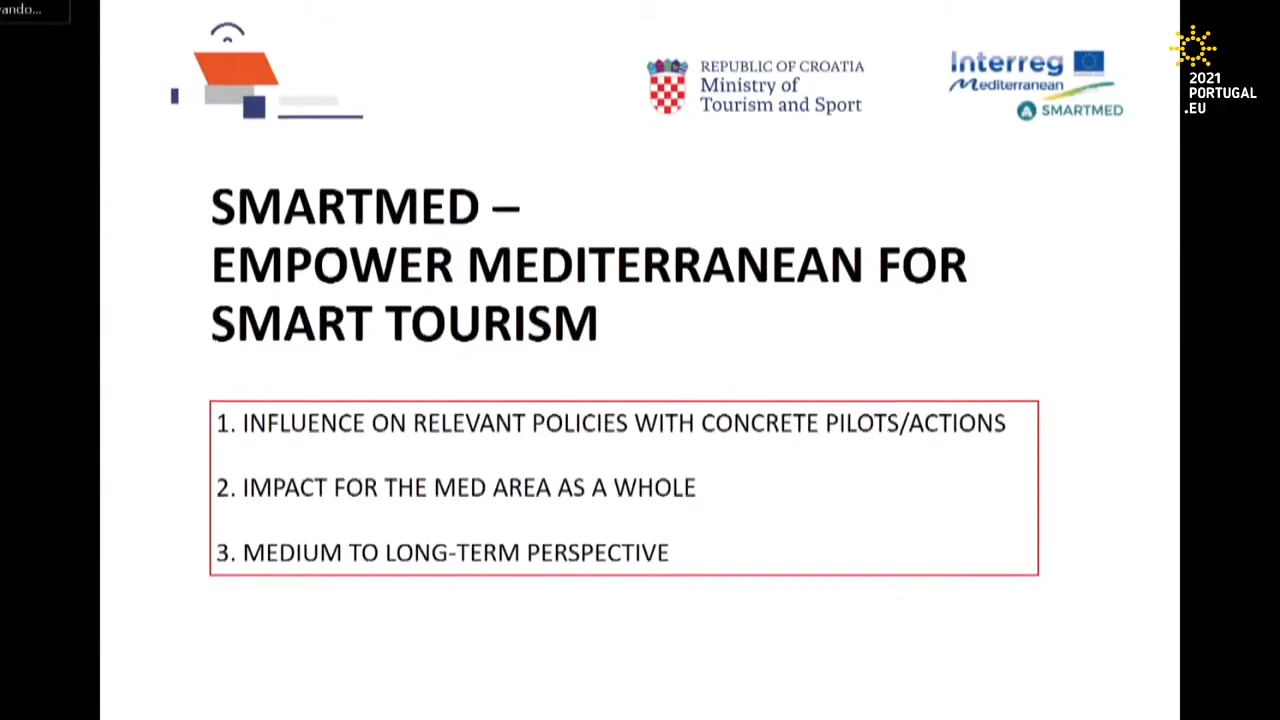 REPUBLIC OF CROATIA
Ministry of
Tourism and Sport
Interreg
Mediterranean
SMARTMED
2021
PORTUGAL
.EU
SMARTMED –
EMPOWER MEDITERRANEAN FOR
SMART TOURISM
1. INFLUENCE ON RELEVANT POLICIES WITH CONCRETE PILOTS/ACTIONS
2. IMPACT FOR THE MED AREA AS A WHOLE
3. MEDIUM TO LONG-TERM PERSPECTIVE